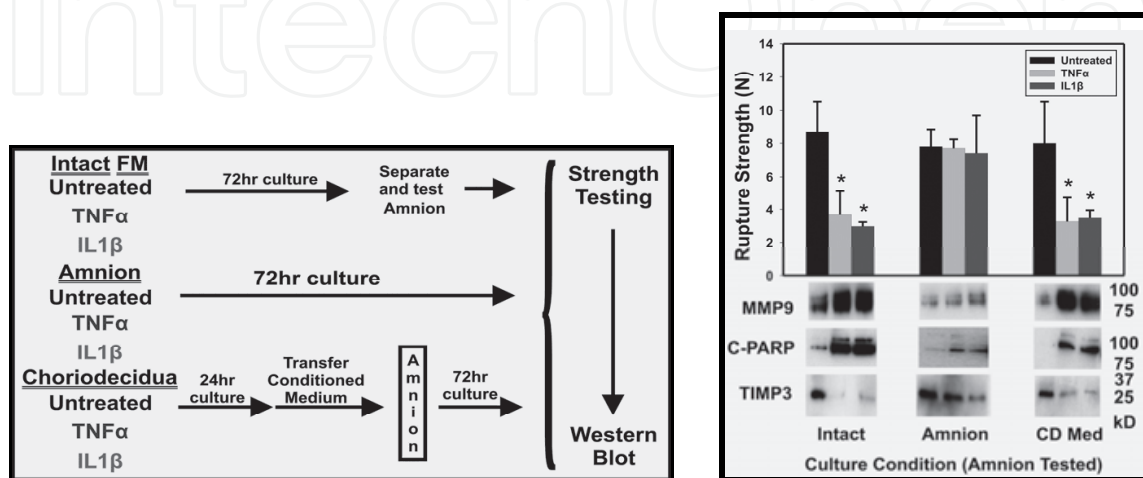 IntechOpen
Intact FM
Untreated
TNFα
IL1β
72hr culture
Separate
and test
Amnion
Amnion
Untreated
TNFα
IL1β
72hr culture
Choriodecidua
Untreated
TNFα
IL1β
24hr
culture
Transfer
Conditioned
Medium
Amnion
72hr
culture
Strength
Testing
Western
Blot
Rupture Strength (N)
14
12
10
8
6
4
2
0
Untreated
TNFα
IL1β
* *
* *
MMP9
100
75
C-PARP
100
75
TIMP3
37
25
kD
Intact Amnion CD Med
Culture Condition (Amnion Tested)